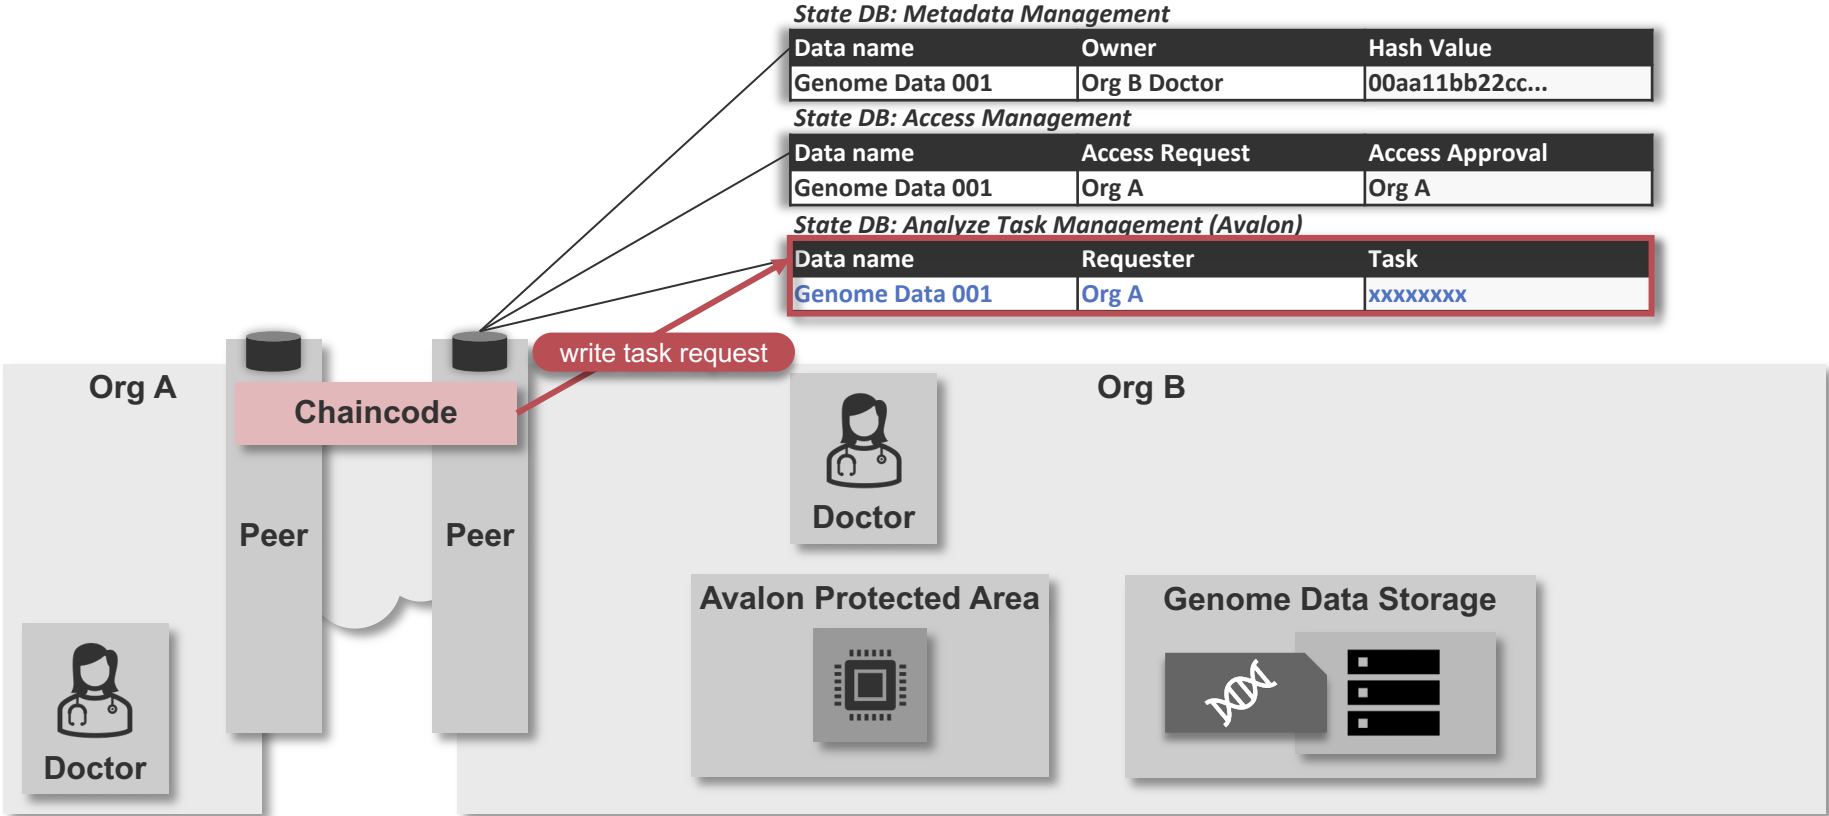 State DB: Metadata Management
Data name Owner Hash Value
Genome Data 001 Org B Doctor 00aa11bb22cc...
State DB: Access Management
Data name Access Request Access Approval
Genome Data 001 Org A Org A
State DB: Analyze Task Management (Avalon)
Data name Requester Task
Genome Data 001 Org A xxxxxxxx
write task request
Org A
Chaincode
Org B
Doctor
Peer
Peer
Avalon Protected Area
Genome Data Storage
Doctor